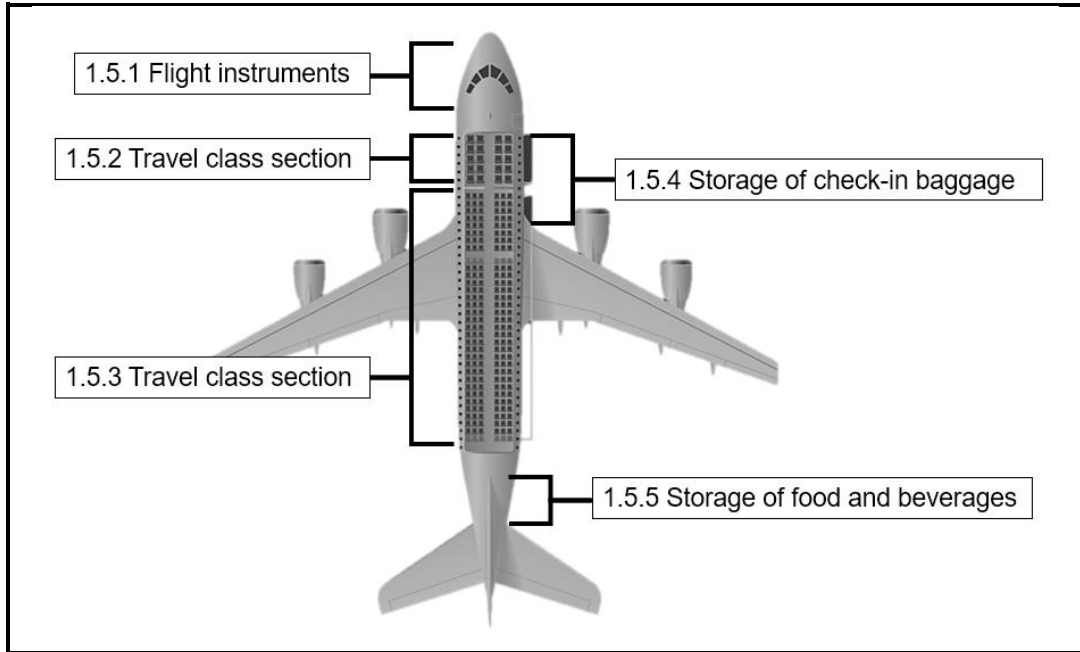 1.5.1 Flight instruments
1.5.2 Travel class section
1.5.4 Storage of check-in baggage
1.5.3 Travel class section
1.5.5 Storage of food and beverages